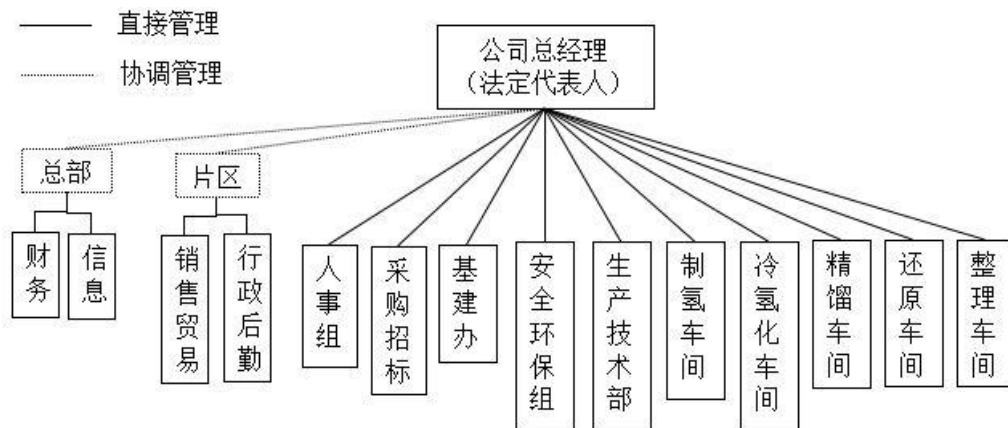 直接管理
协调管理
公司总经理
（法定代表人）
总部
片区
财务
信息
销售贸易
行政后勤
人事组
采购招标
基建办
安全环保组
生产技术部
制氢车间
冷氢化车间
精馏车间
还原车间
整理车间